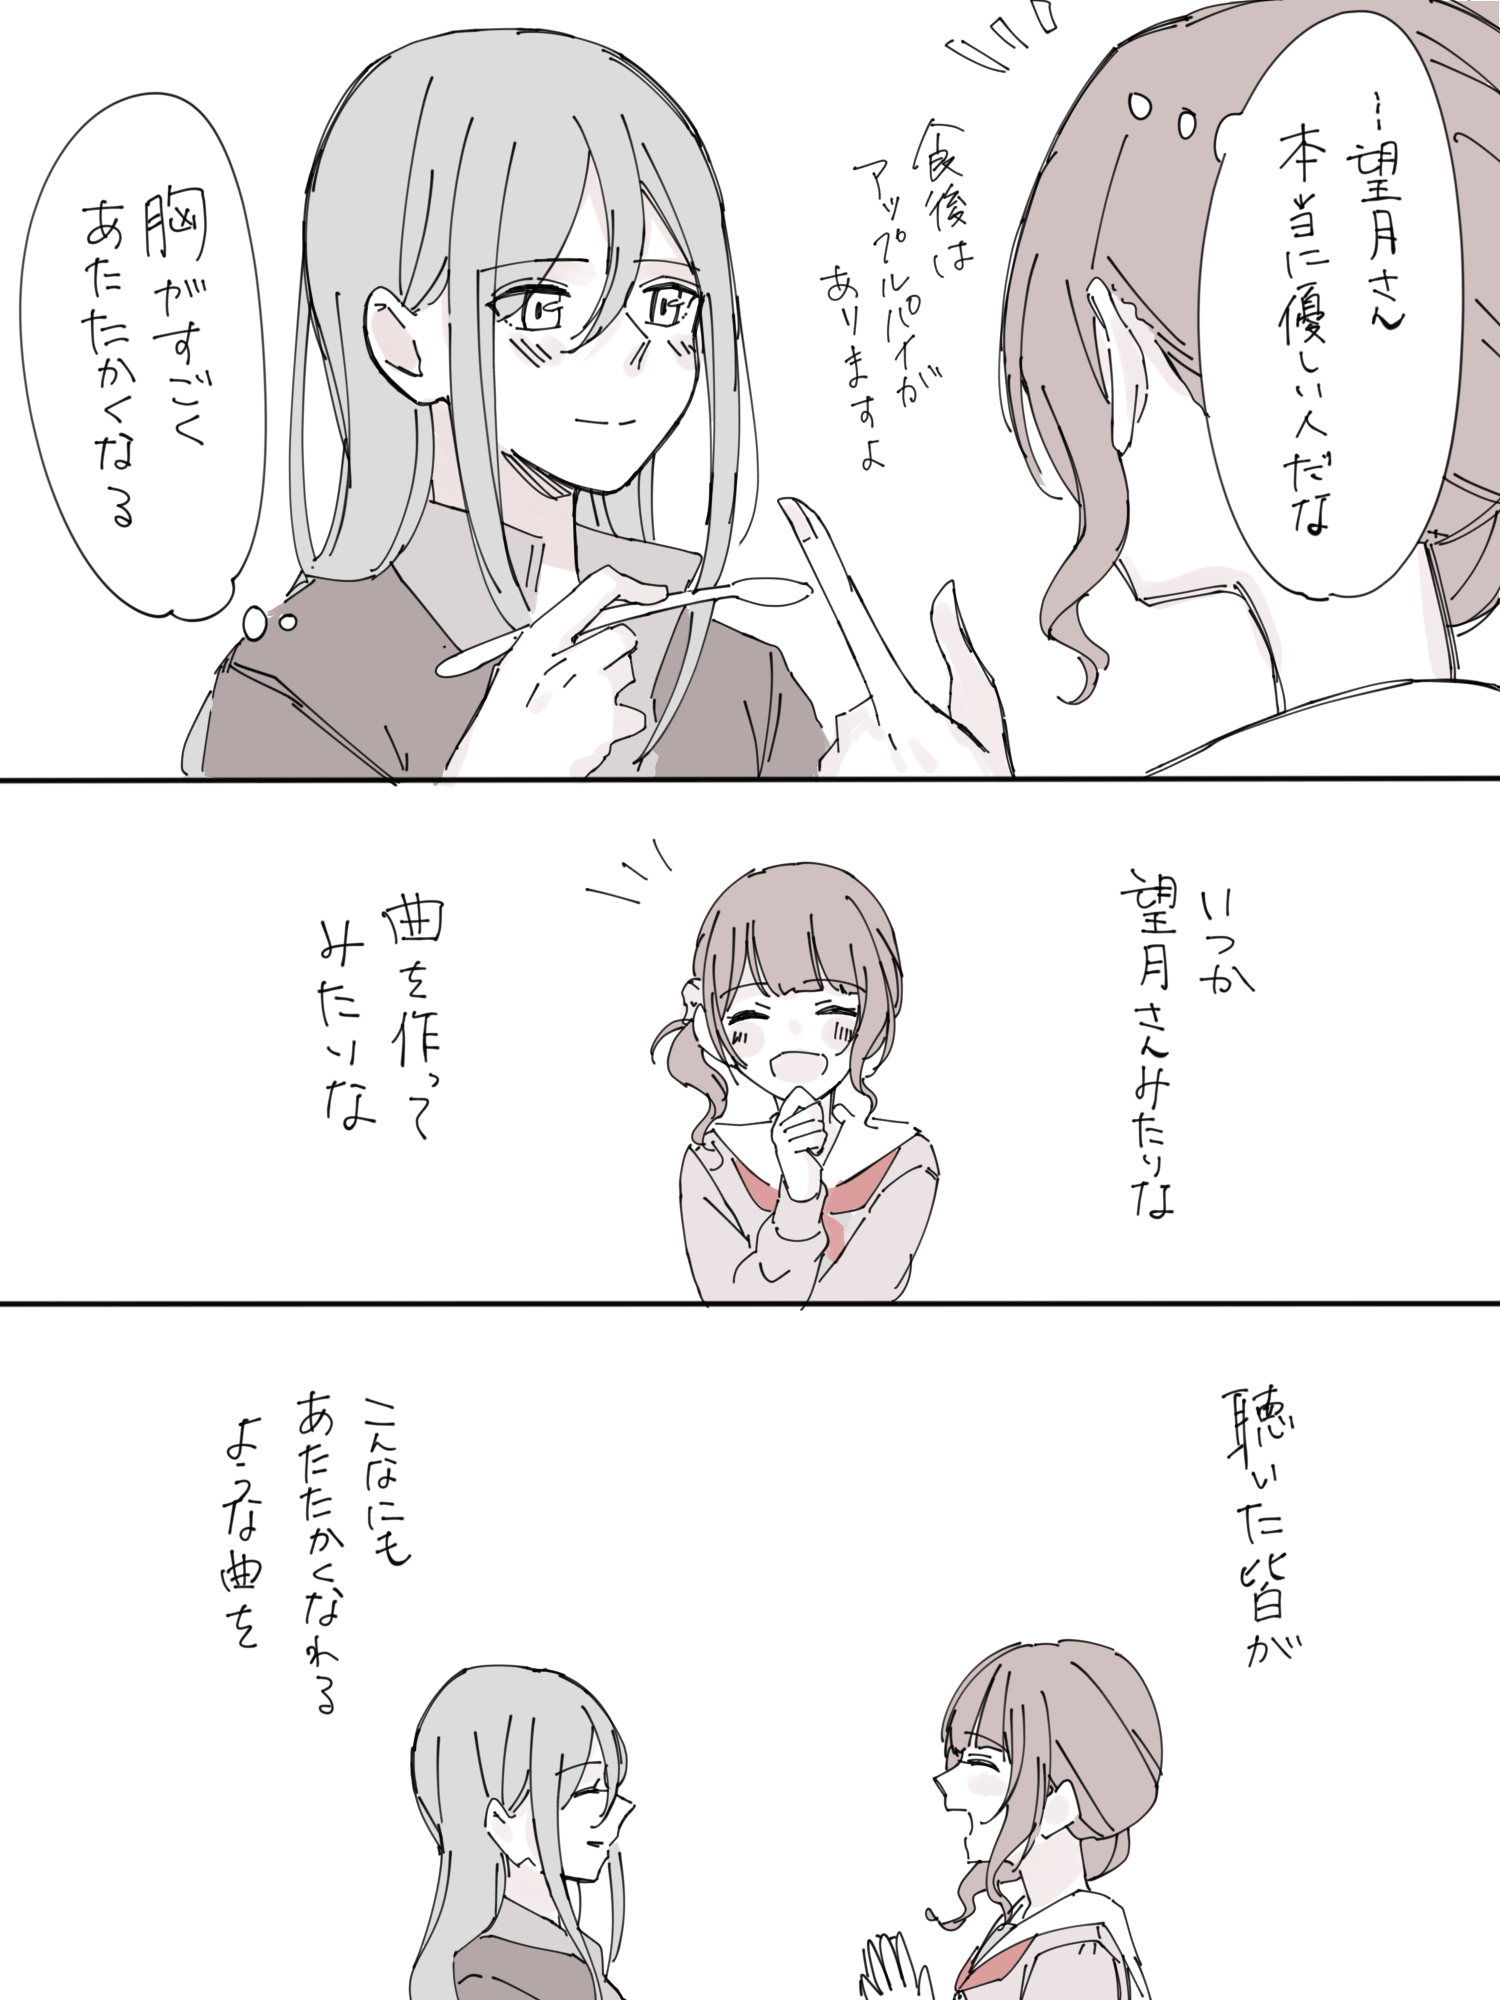 …望月さん
本当に優しい人だな
食後は
アップルパイが
ありますよ
胸がすごく
あたたかくなる
いつか
望月さんみたいな
曲を作って
みたいな
聴いた皆が
こんなにも
あたたかくなれる
ような曲を